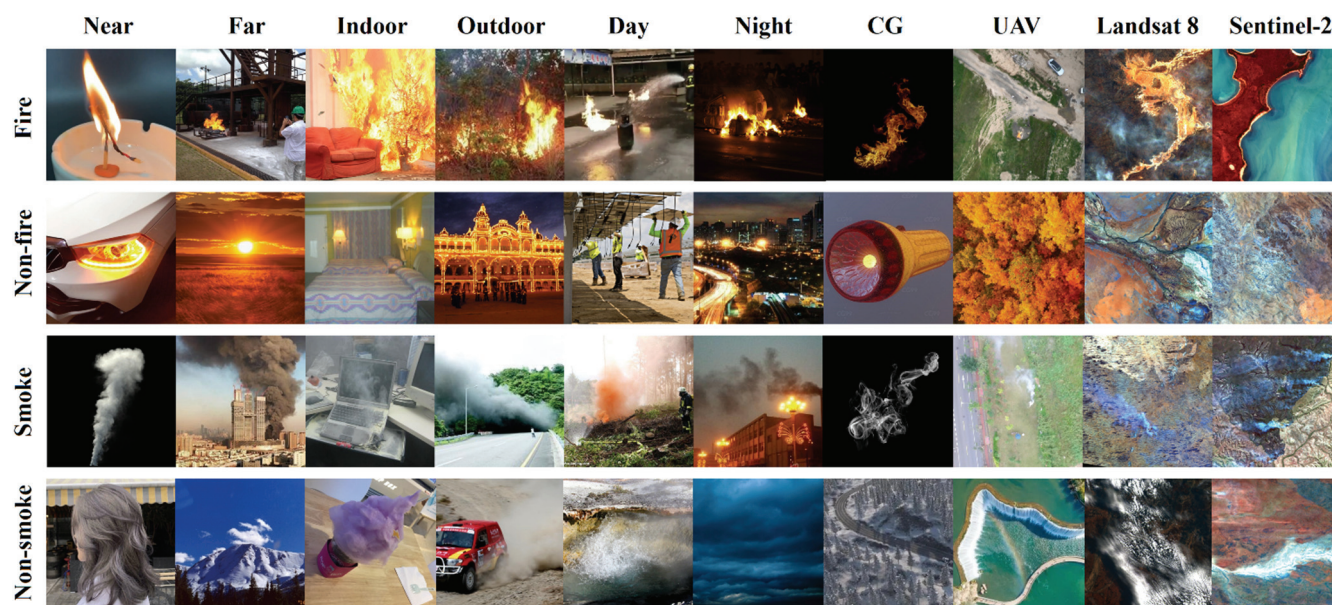 Near Far Indoor Outdoor Day Night CG UAV Landsat 8 Sentinel-2
Fire
Non-fire
Smoke
Non-smoke